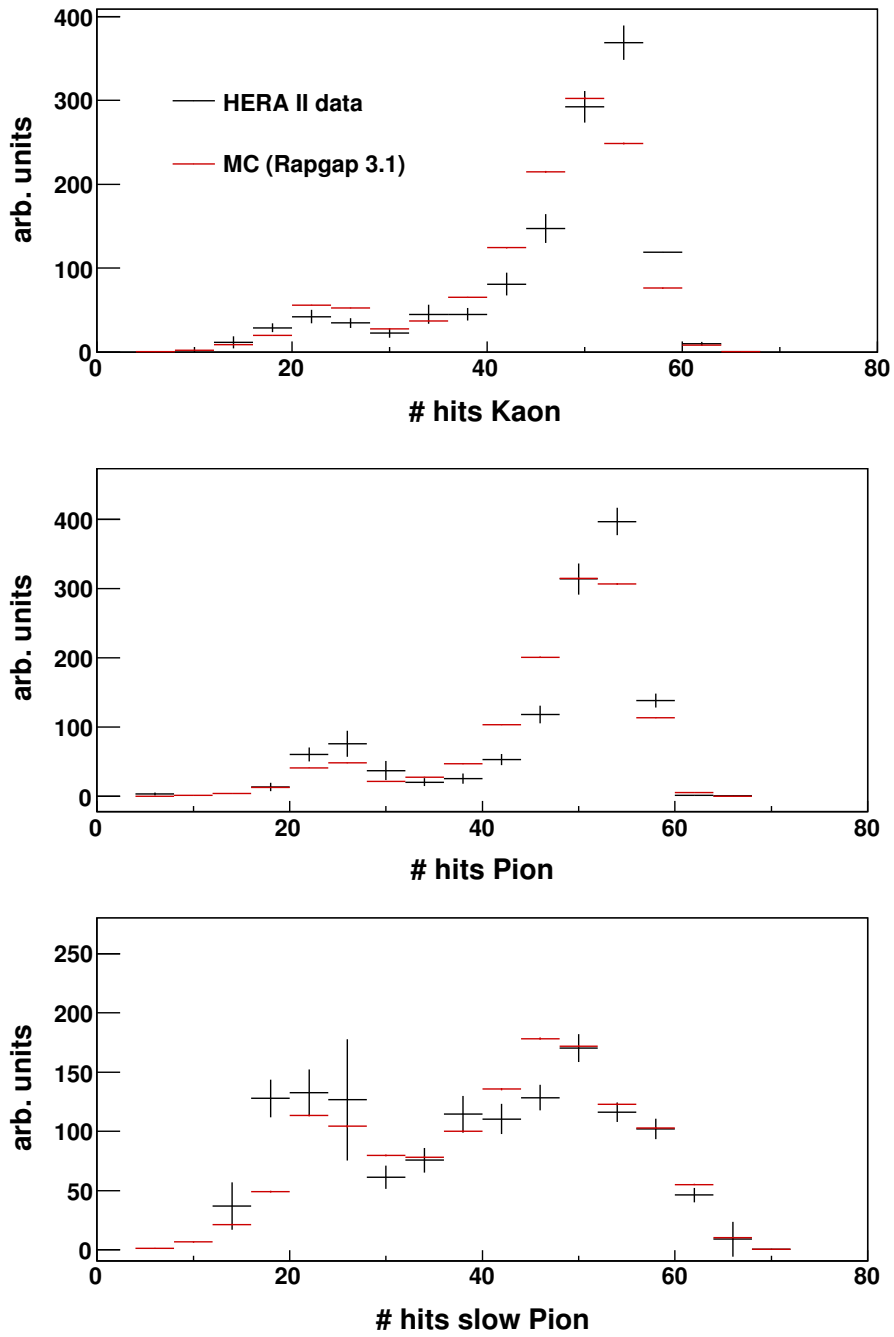 400
300
200
100
0
arb. units
HERA II data
MC (Rapgap 3.1)
0 20 40 60 80
# hits Kaon
400
300
200
100
0
arb. units
0 20 40 60 80
# hits Pion
250
200
150
100
50
0
arb. units
0 20 40 60 80
# hits slow Pion